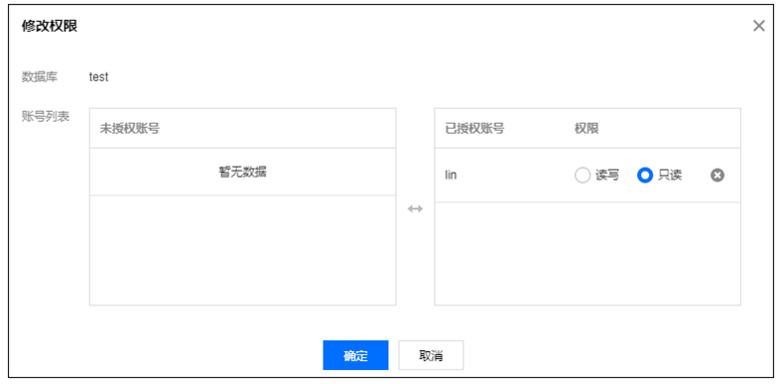 修改权限
数据库 test
账号列表
未授权账号
暂无数据
已授权账号 权限
lin 读写 只读
确定 取消